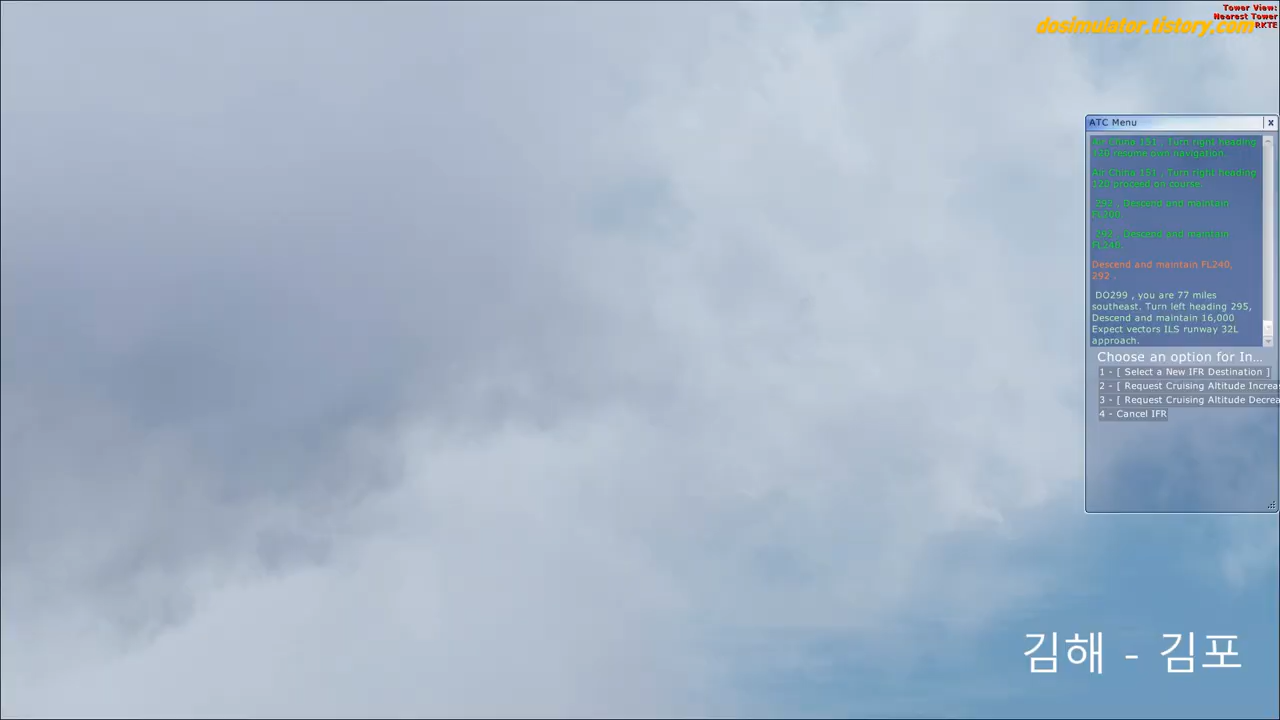 Tower View:
Nearest Tower
dosimulator.tistory.com
RKTE
ATC Menu
Air China 151 , Turn right heading
120 resume own navigation.
Air China 151 , Turn right heading
120 proceed on course.
292 , Descend and maintain
FL200.
292 , Descend and maintain
FL240.
Descend and maintain FL240,
292 .
DO299 , you are 77 miles
southeast. Turn left heading 295,
Descend and maintain 16,000
Expect vectors ILS runway 32L
approach.
Choose an option for In...
1 - [ Select a New IFR Destination ]
2 - [ Request Cruising Altitude Increas
3 - [ Request Cruising Altitude Decrea
4 - Cancel IFR
김해 - 김포